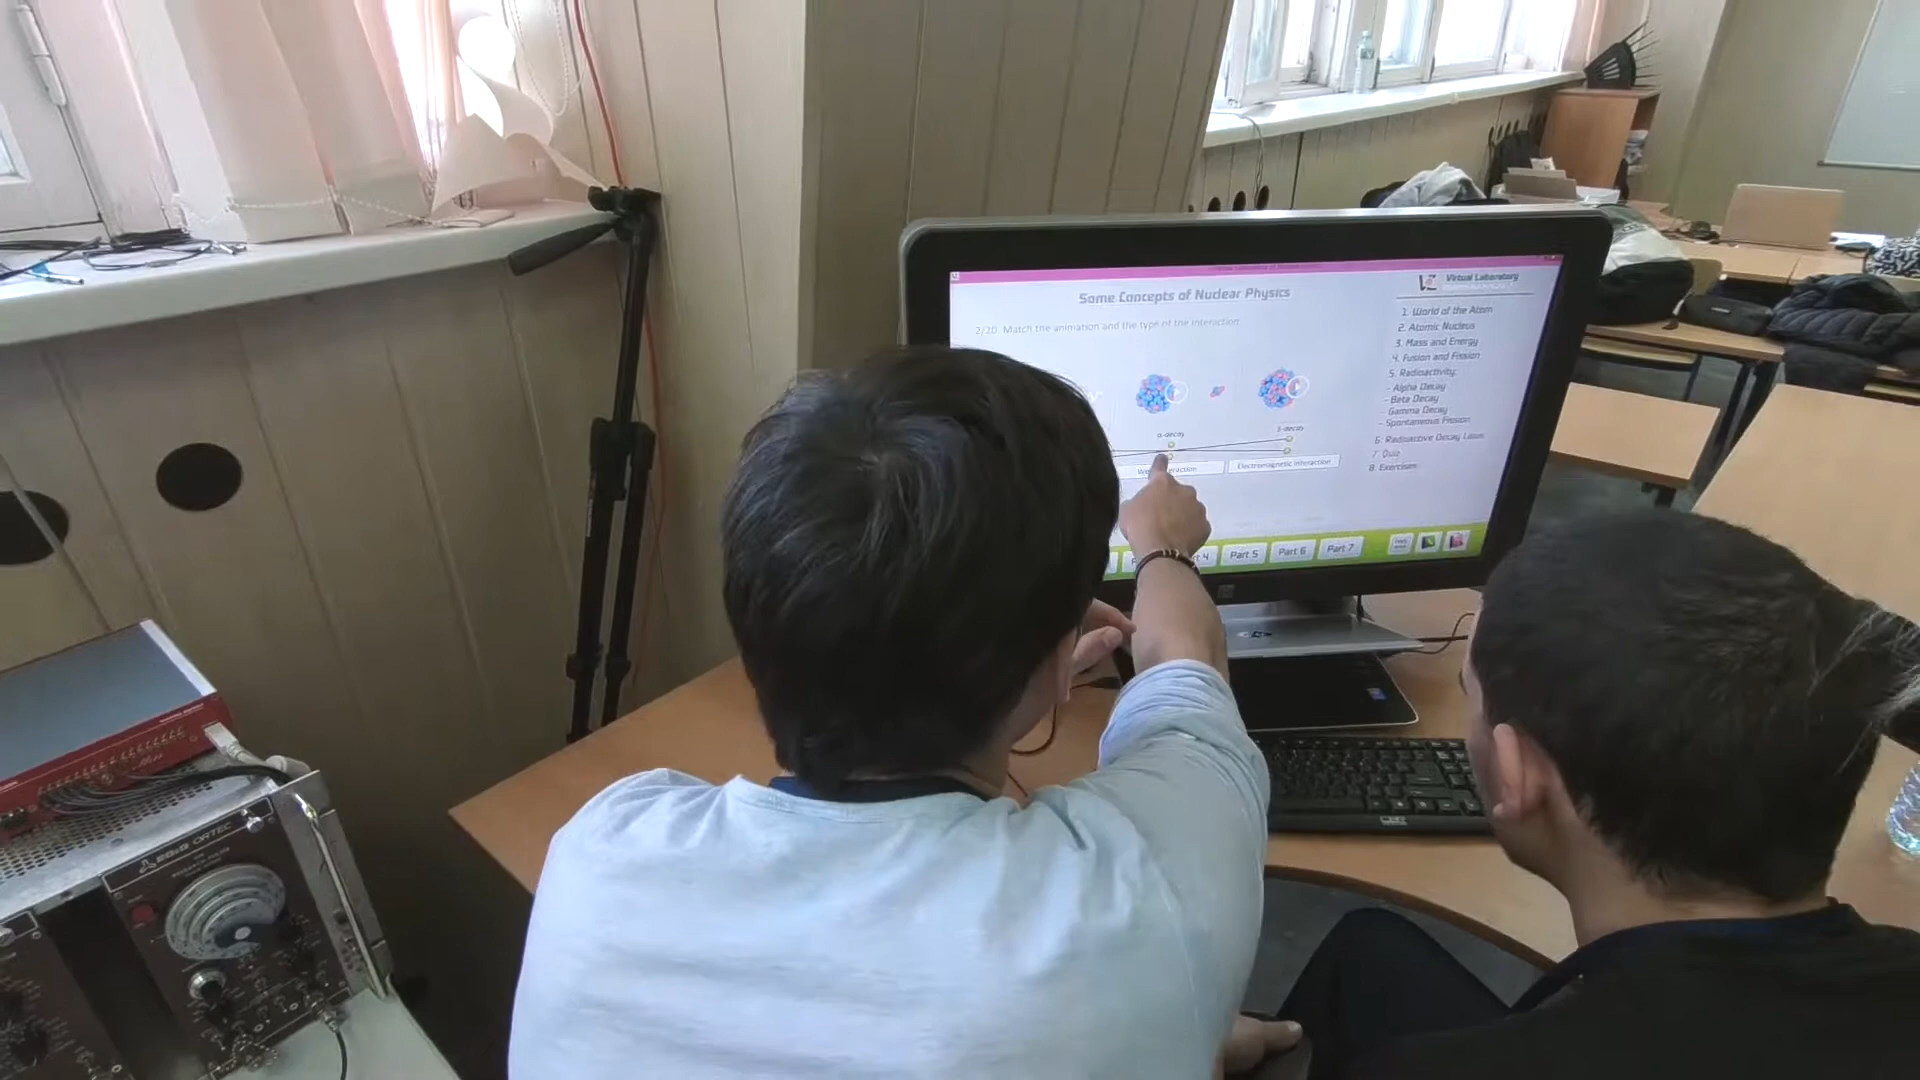 Some Concepts of Nuclear Physics
2/20. Match the animation and the type of the interaction
α-decay
β-decay
Electromagnetic interaction
Virtual Laboratory
1. World of the Atom
2. Atomic Nucleus
3. Mass and Energy
4. Fusion and Fission
5. Radioactivity:
- Alpha Decay
- Beta Decay
- Gamma Decay
- Spontaneous Fission
6. Radioactive Decay Laws
7. Quiz
8. Exercises
Part 5
Part 6
Part 7
EG&G ORTEC